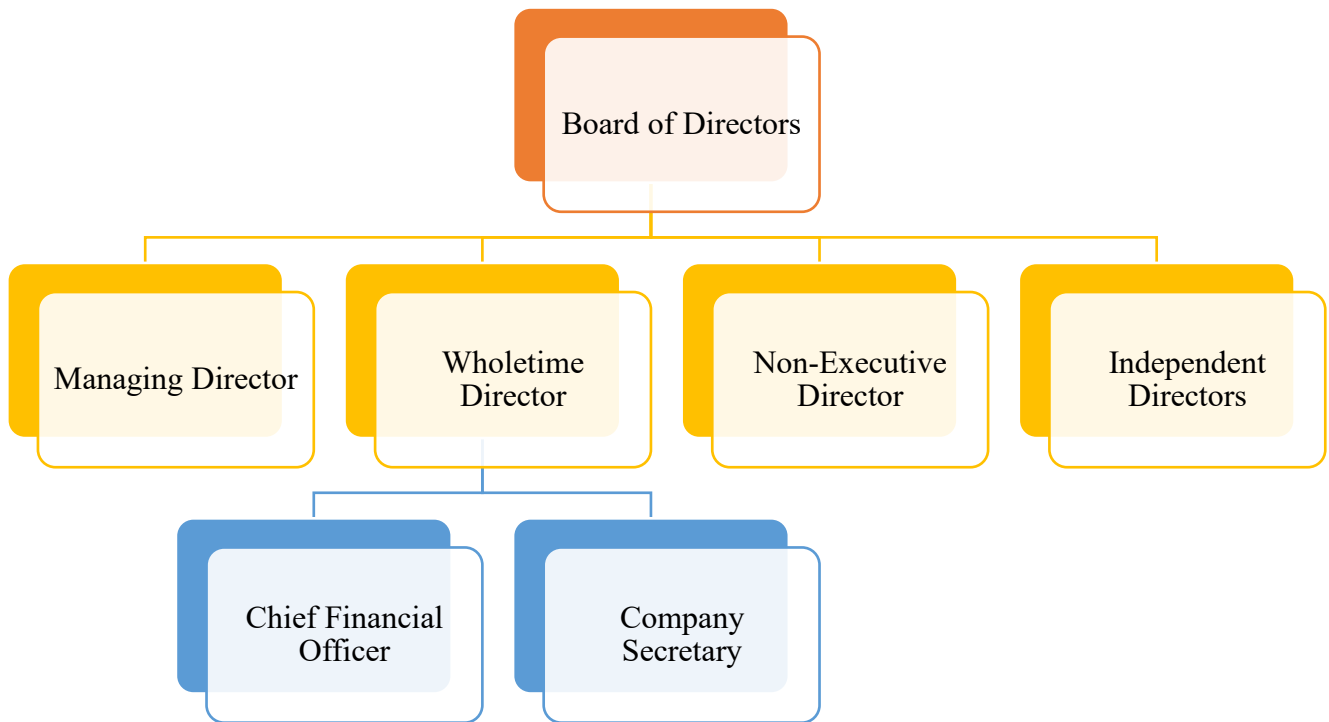 Board of Directors
Managing Director
Wholetime
Director
Non-Executive
Director
Independent
Directors
Chief Financial
Officer
Company
Secretary